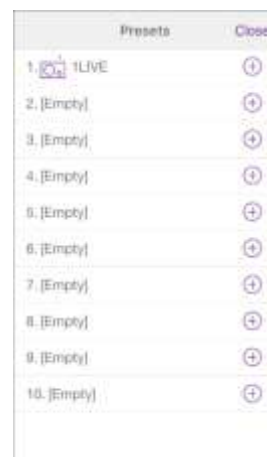 Presets Close
1. 1LIVE
2. [Empty]
3. [Empty]
4. [Empty]
5. [Empty]
6. [Empty]
7. [Empty]
8. [Empty]
9. [Empty]
10. [Empty]